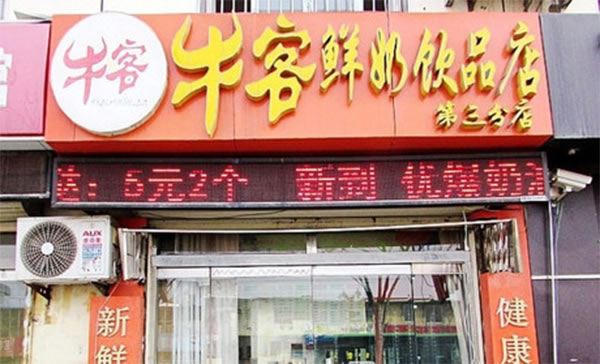 牛客
牛客鲜奶饮品店
第三分店
达：5元2个 新到 优
奶
AUX
新鲜
健康